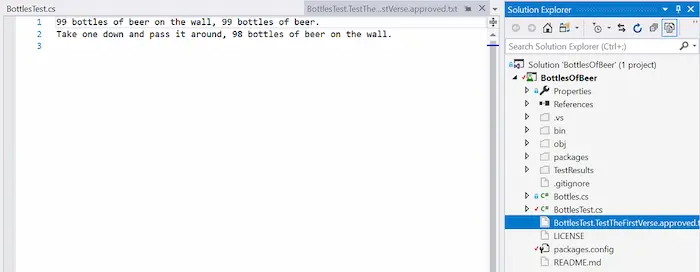 BottlesTest.cs
BottlesTest.TestThe...stVerse.approved.txt
1 99 bottles of beer on the wall, 99 bottles of beer.
2 Take one down and pass it around, 98 bottles of beer on the wall.
3
Solution Explorer
Search Solution Explorer (Ctrl+;)
Solution 'BottlesOfBeer' (1 project)
BottlesOfBeer
Properties
References
.vs
bin
obj
packages
TestResults
.gitignore
C# Bottles.cs
C# BottlesTest.cs
BottlesTest.TestTheFirstVerse.approved.t
LICENSE
packages.config
README.md